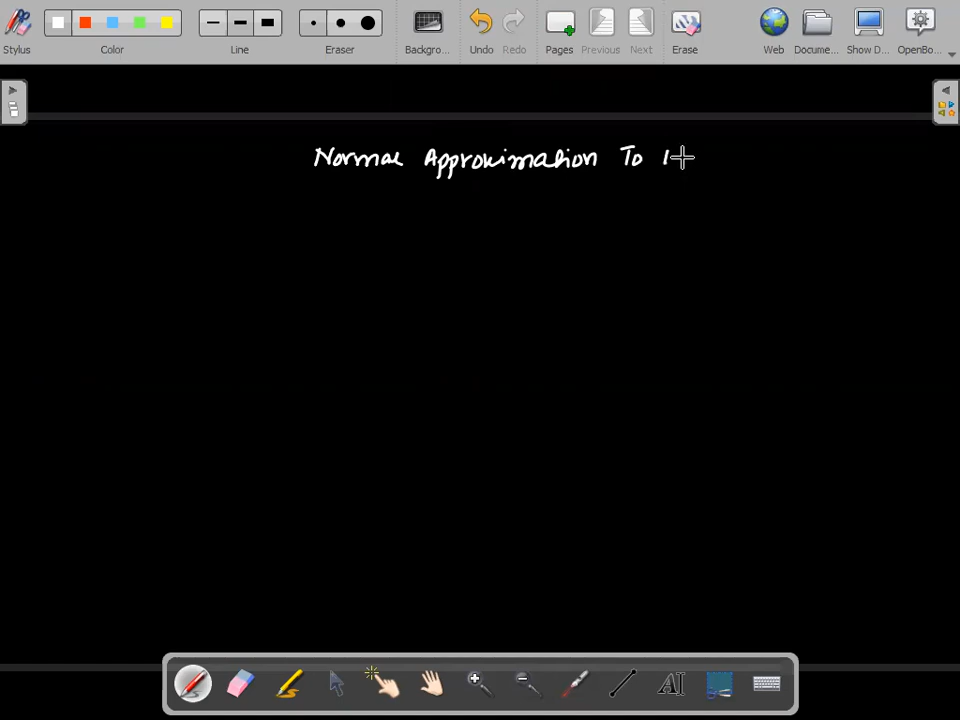 Stylus
Color
Line
Eraser
Backgro...
Undo
Redo
Pages
Previous
Next
Erase
Web
Docume...
Show D...
OpenBo...
Normal Approximation To